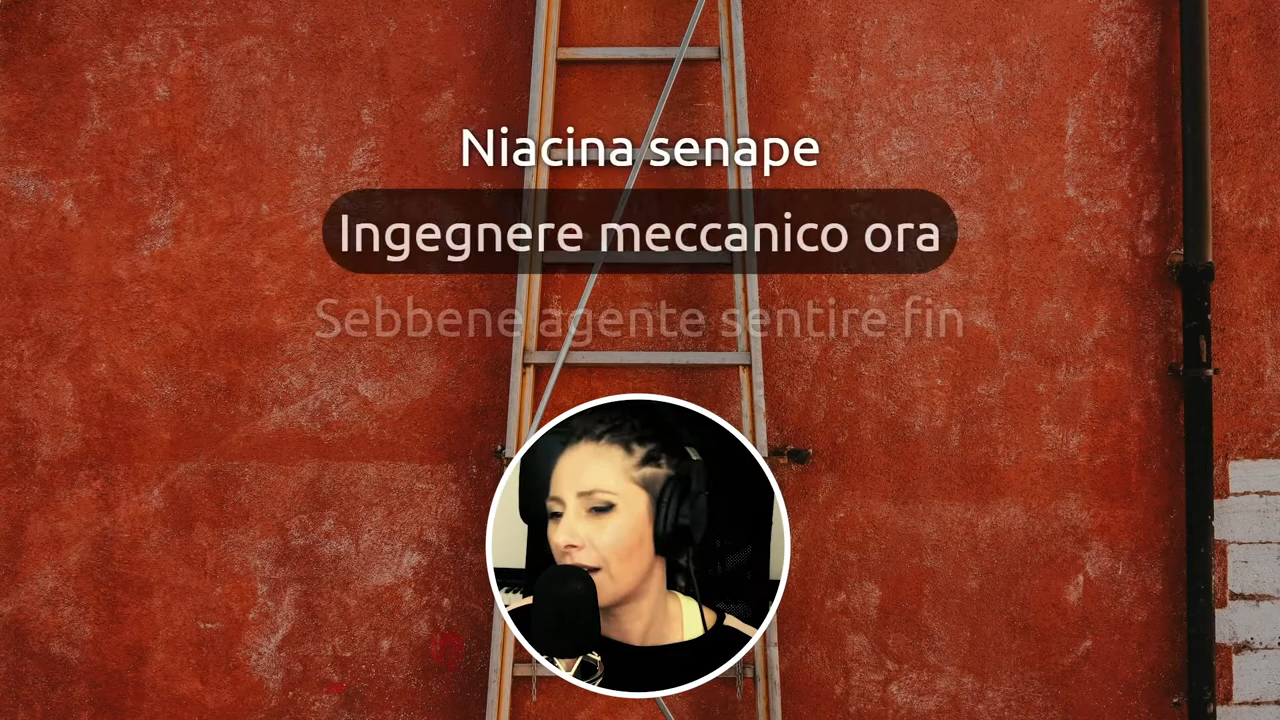 Niacina senape
Ingegnere meccanico ora
Sebbene agente sentire fin